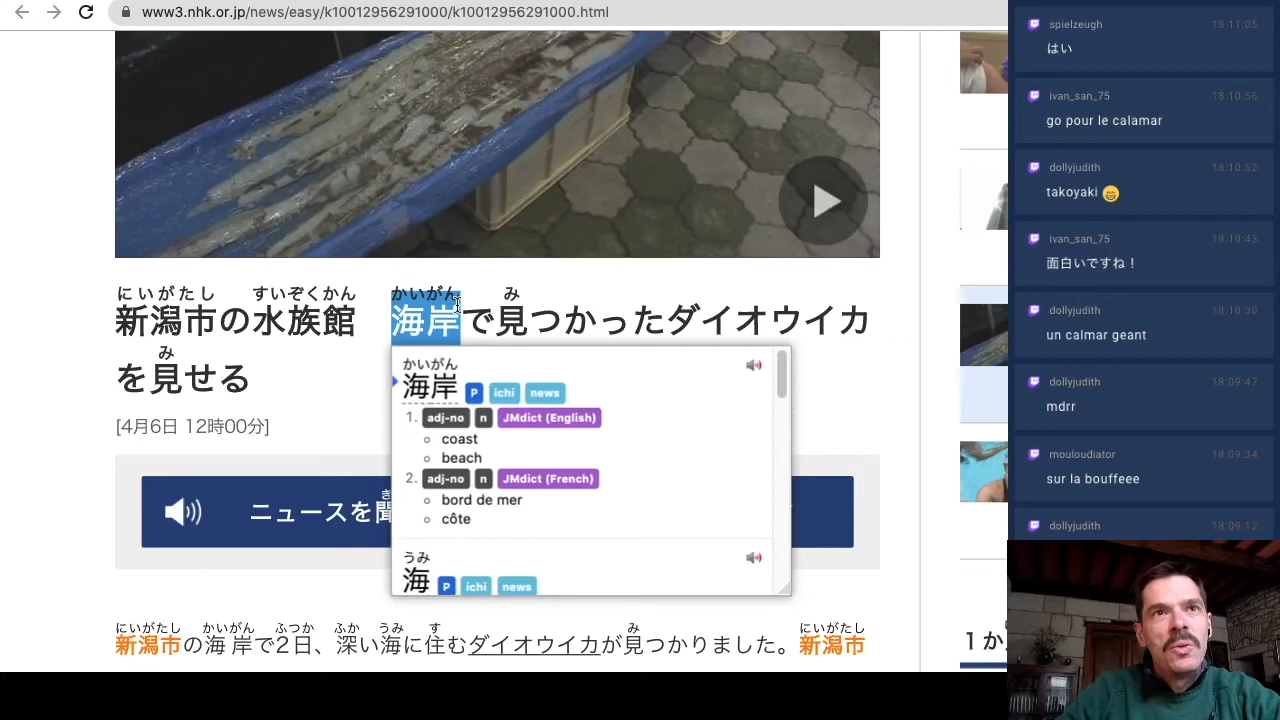 www3.nhk.or.jp/news/easy/k10012956291000/k10012956291000.html
にいがたし すいぞくかん かいがん み
新潟市の水族館 海岸で見つかったダイオウイカ
み
を見せる
[4月6日 12時00分]
ニュースを聞
かいがん
海岸 P ichi news
1. adj-no n JMdict (English)
coast
beach
2. adj-no n JMdict (French)
bord de mer
côte
うみ
海 P ichi news
にいがたし かいがん ふつか ふか うみ す み にいがたし
新潟市の海岸で2日、深い海に住むダイオウイカが見つかりました。新潟市
1か
spielzeugh 18:11:05
はい
ivan_san_75 18:10:56
go pour le calamar
dollyjudith 18:10:52
takoyaki 😄
ivan_san_75 18:10:43
面白いですね！
dollyjudith 18:10:30
un calmar geant
dollyjudith 18:09:47
mdrr
mouloudiator 18:09:34
sur la bouffeee
dollyjudith 18:09:12